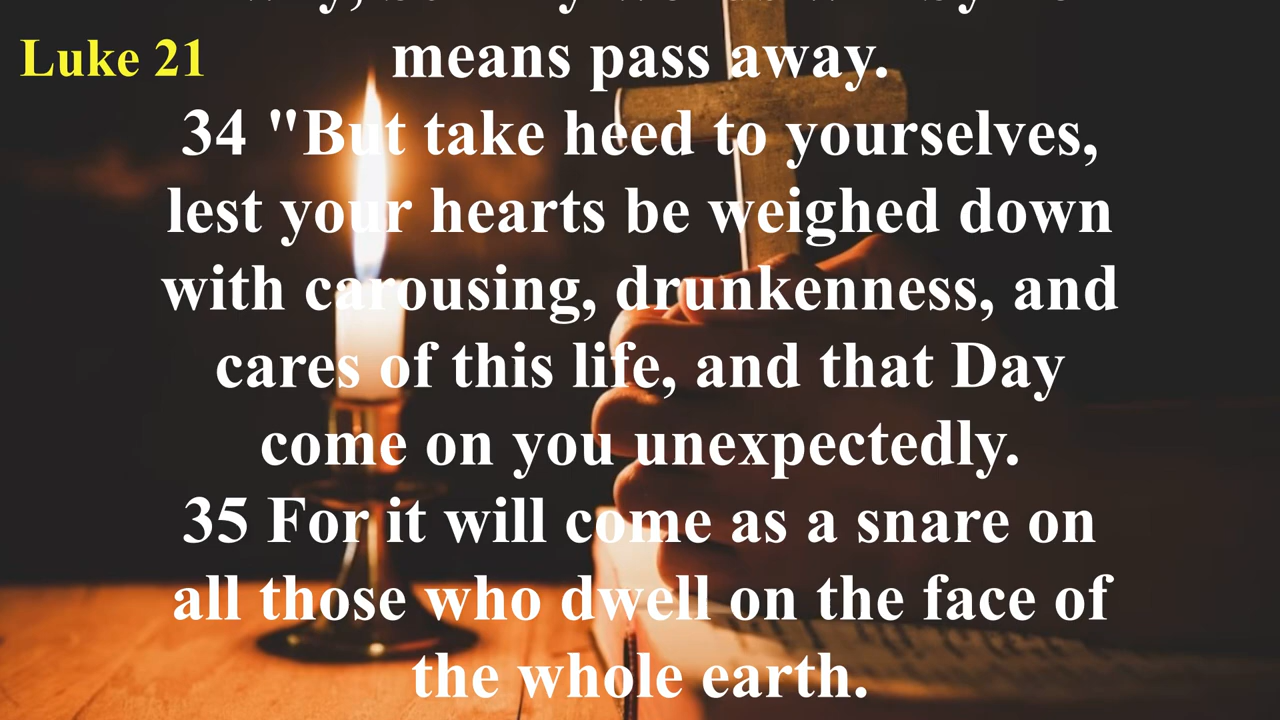 Luke 21
means pass away.
34 "But take heed to yourselves,
lest your hearts be weighed down
with carousing, drunkenness, and
cares of this life, and that Day
come on you unexpectedly.
35 For it will come as a snare on
all those who dwell on the face of
the whole earth.